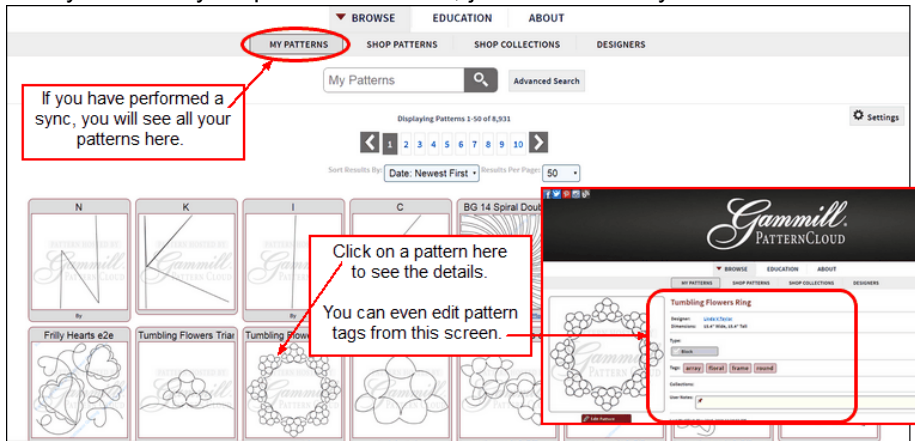 BROWSE EDUCATION ABOUT
MY PATTERNS SHOP PATTERNS SHOP COLLECTIONS DESIGNERS
My Patterns Advanced Search
If you have performed a
sync, you will see all your
patterns here.
Displaying Patterns 1-50 of 8,931
Settings
1 2 3 4 5 6 7 8 9 10
Sort Results By: Date: Newest First Results Per Page: 50
N K I C BG 14 Spiral Doub
Click on a pattern here
to see the details.
You can even edit pattern
tags from this screen.
By
Frilly Hearts e2e Tumbling Flowers Trian Tumbling Flow
Gammill
PATTERNCLOUD
BROWSE EDUCATION ABOUT
MY PATTERNS SHOP PATTERNS SHOP COLLECTIONS DESIGNERS
Tumbling Flowers Ring
Designer: Linda V Taylor
Dimensions: 15.4" Wide, 15.4" Tall
Type:
- Block
Tags: array floral frame round
Collections:
User Notes:
Edit Pattern